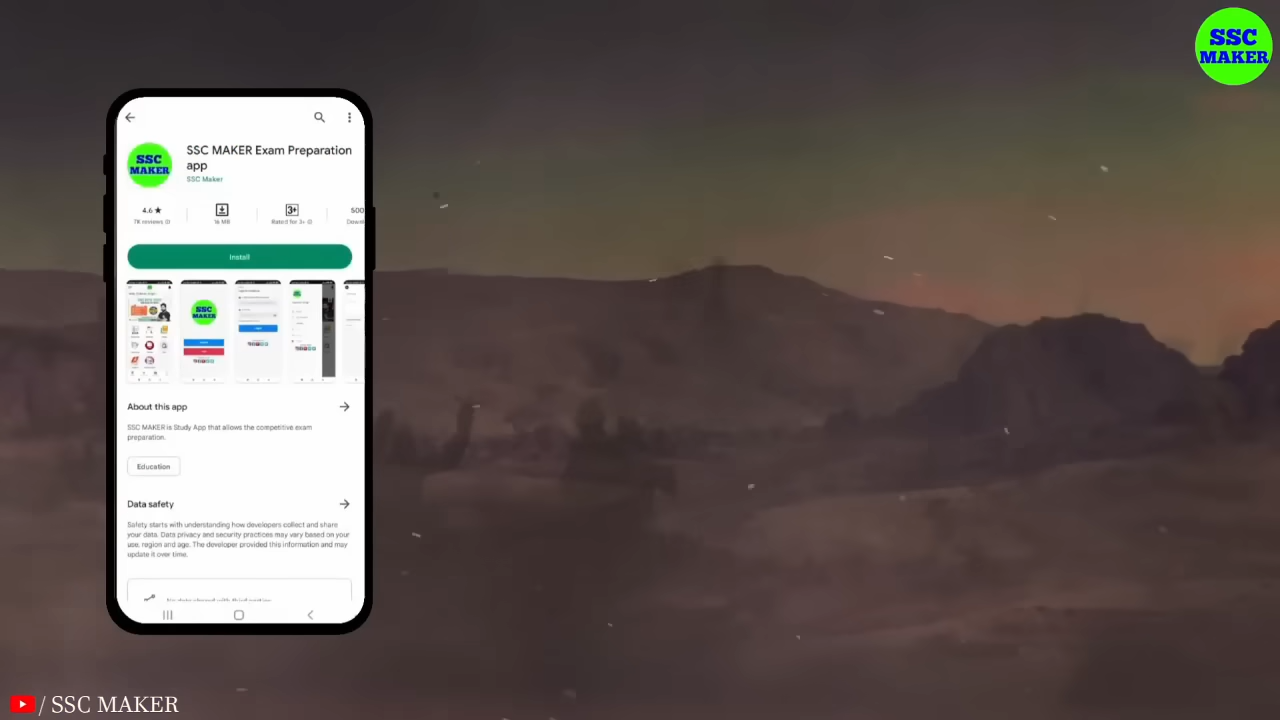 SSC
MAKER
SSC MAKER Exam Preparation
app
SSC Maker
SSC
MAKER
4.6 ★
7K reviews
16 MB
3+
Rated for 3+
500
Install
SSC
MAKER
About this app
SSC MAKER is Study App that allows the competitive exam
preparation.
Education
Data safety
Safety starts with understanding how developers collect and share
your data. Data privacy and security practices may vary based on your
use, region and age. The developer provided this information and may
update it over time.
/ SSC MAKER